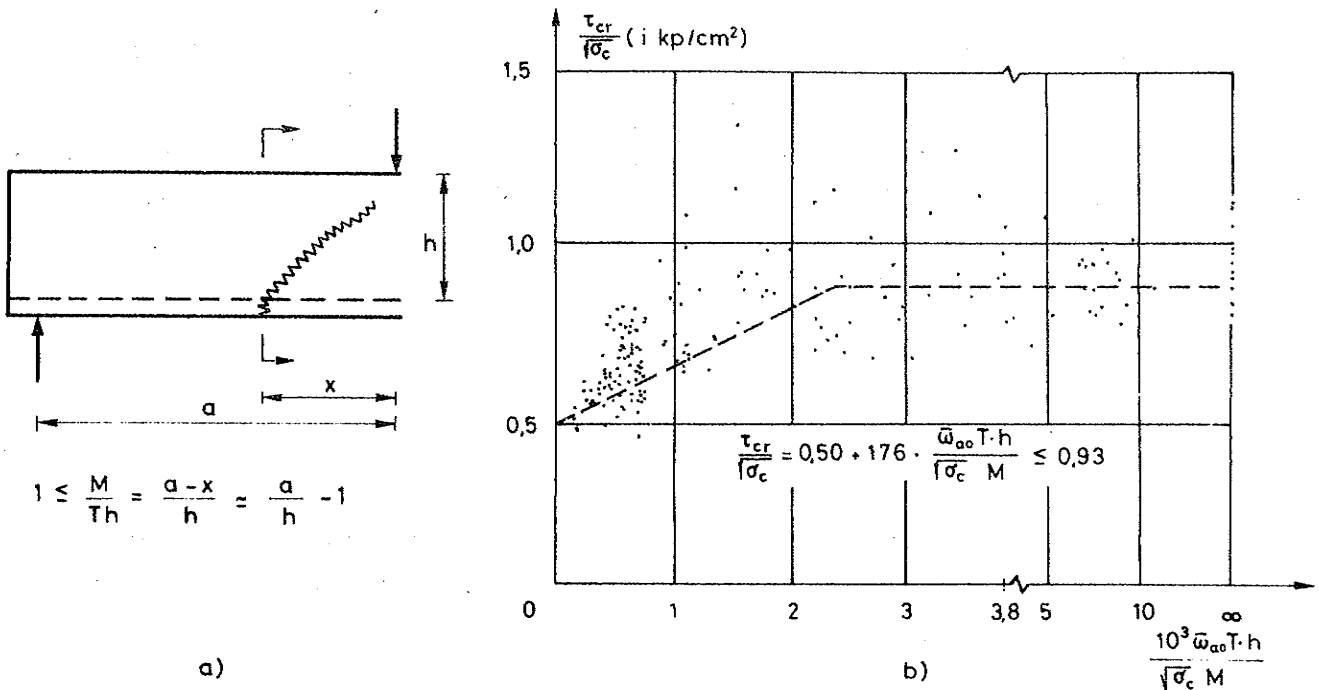 h
x
a
1 ≤ M/Th = (a-x)/h ≃ a/h - 1
a)
τcr/√σc (i kp/cm²)
1,5
1,0
0,5
τcr/√σc = 0,50 + 176 · ω̄ao T·h/√σc M ≤ 0,93
0 1 2 3 3,8 5 10 ∞
10³ ω̄ao T·h/√σc M
b)